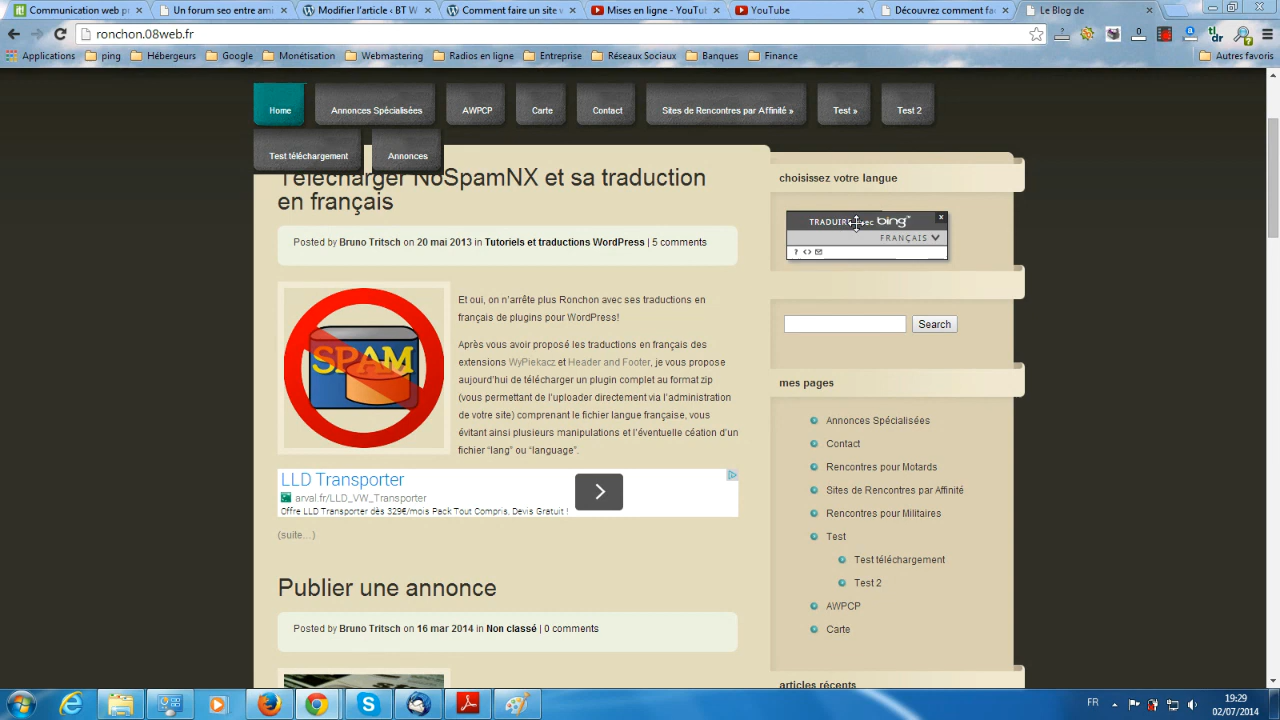 Communication web p
Un forum seo entre ami
Modifier l'article ‹ BT W
Comment faire un site w
Mises en ligne - YouTu
YouTube
Découvrez comment fa
Le Blog de
ronchon.08web.fr
Applications
ping
Hébergeurs
Google
Monétisation
Webmastering
Radios en ligne
Entreprise
Réseaux Sociaux
Banques
Finance
Autres favoris
Home
Annonces Spécialisées
AWPCP
Carte
Contact
Sites de Rencontres par Affinité »
Test »
Test 2
Test téléchargement
Annonces
Télécharger NoSpamNX et sa traduction
en français
Posted by Bruno Tritsch on 20 mai 2013 in Tutoriels et traductions WordPress | 5 comments
SPAM
Et oui, on n'arrête plus Ronchon avec ses traductions en
français de plugins pour WordPress!
Après vous avoir proposé les traductions en français des
extensions WyPiekacz et Header and Footer, je vous propose
aujourd'hui de télécharger un plugin complet au format zip
(vous permettant de l'uploader directement via l'administration
de votre site) comprenant le fichier langue française, vous
évitant ainsi plusieurs manipulations et l'éventuelle création d'un
fichier "lang" ou "language".
LLD Transporter
arval.fr/LLD_VW_Transporter
Offre LLD Transporter dès 329€/mois Pack Tout Compris. Devis Gratuit !
(suite...)
Publier une annonce
Posted by Bruno Tritsch on 16 mar 2014 in Non classé | 0 comments
choisissez votre langue
bing™
FRANÇAIS
Search
mes pages
Annonces Spécialisées
Contact
Rencontres pour Motards
Sites de Rencontres par Affinité
Rencontres pour Militaires
Test
Test téléchargement
Test 2
AWPCP
Carte
articles récents
FR
19:29
02/07/2014